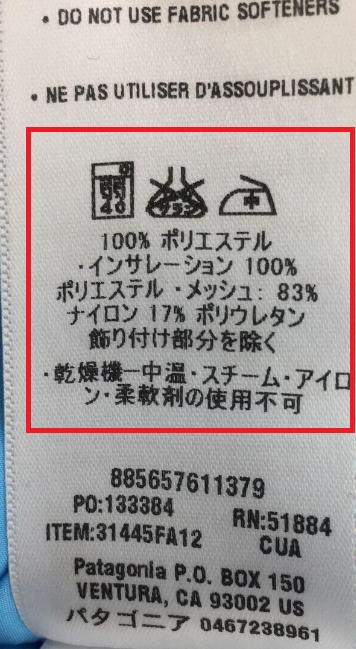 • DO NOT USE FABRIC SOFTENERS
• NE PAS UTILISER D'ASSOUPLISSANT
40
100% ポリエステル
・インサレーション 100%
ポリエステル・メッシュ: 83%
ナイロン 17% ポリウレタン
飾り付け部分を除く
・乾燥機ー中温・スチーム・アイロ
ン・柔軟剤の使用不可
885657611379
PO:133384 RN:51884
ITEM:31445FA12 CUA
Patagonia P.O. BOX 150
VENTURA, CA 93002 US
パタゴニア 0467238961